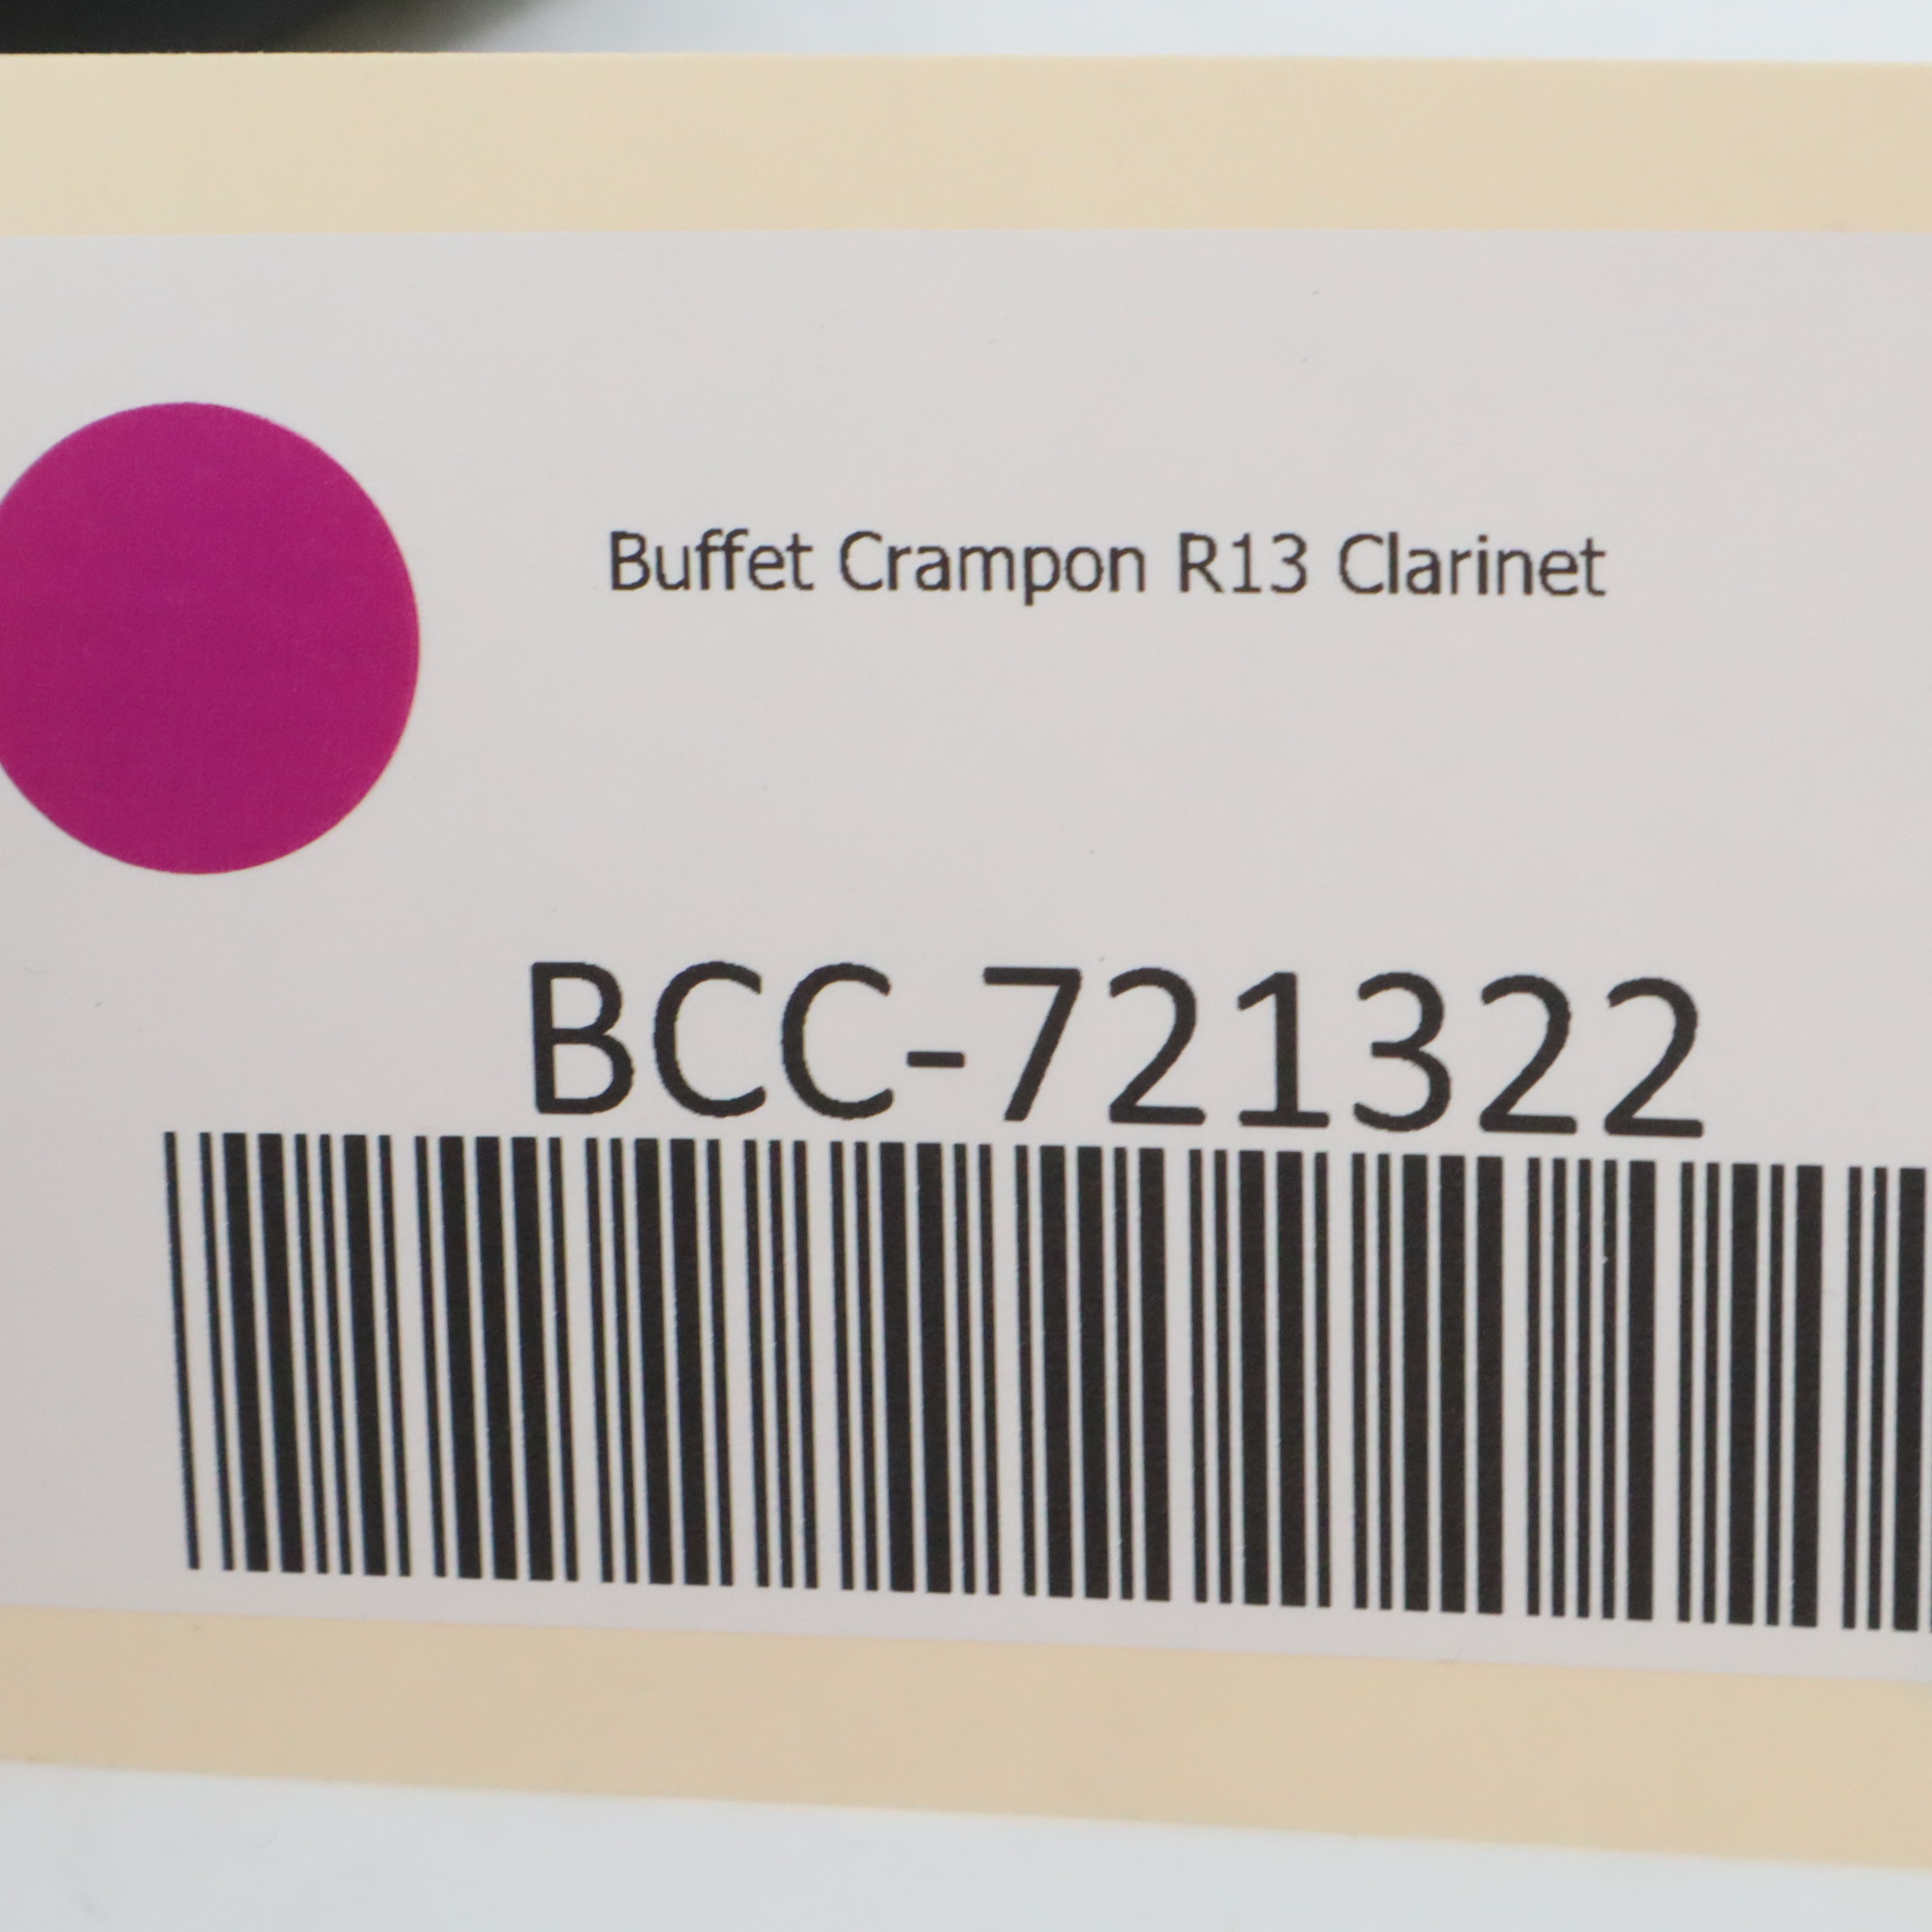 Buffet Crampon R13 Clarinet
BCC-721322